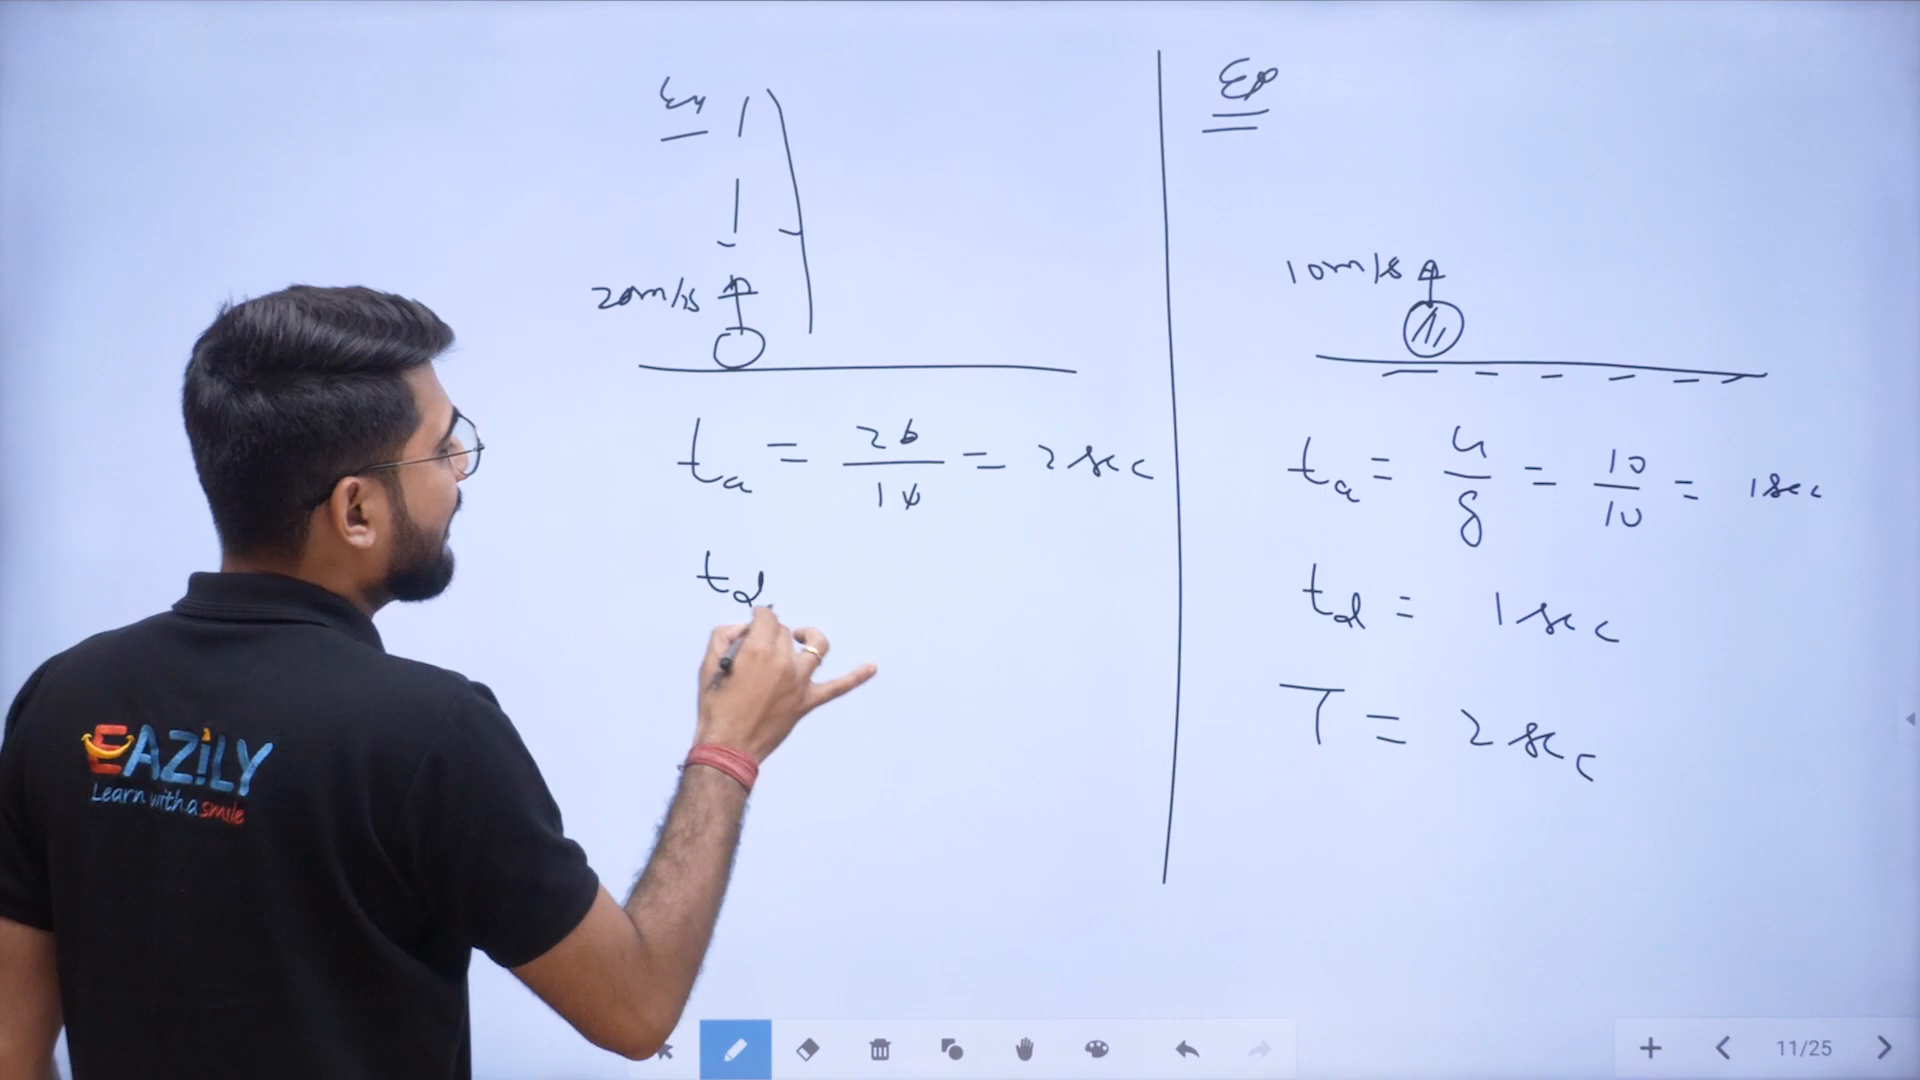 Ex
20m/s
ta = 20/10 = 2 sec
td
Ex
10m/s
ta = u/g = 10/10 = 1 sec
td = 1 sec
T = 2 sec
EAZiLY
Learn with a smile
11/25